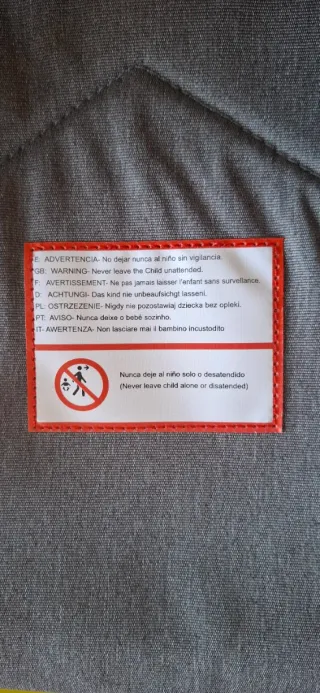 E: ADVERTENCIA- No dejar nunca al niño sin vigilancia.
GB: WARNING- Never leave the Child unattended.
F: AVERTISSEMENT- Ne pas jamais laisser l'enfant sans survellance.
D: ACHTUNG!- Das kind nie unbeaufsichigt lasseni.
PL: OSTRZEZENIE- Nigdy nie pozostawiaj dziecka bez opieki.
PT: AVISO- Nunca deixe o bebé sozinho.
IT- AWERTENZA- Non lasciare mai il bambino incustodito
Nunca deje al niño solo o desatendido
(Never leave child alone or disatended)